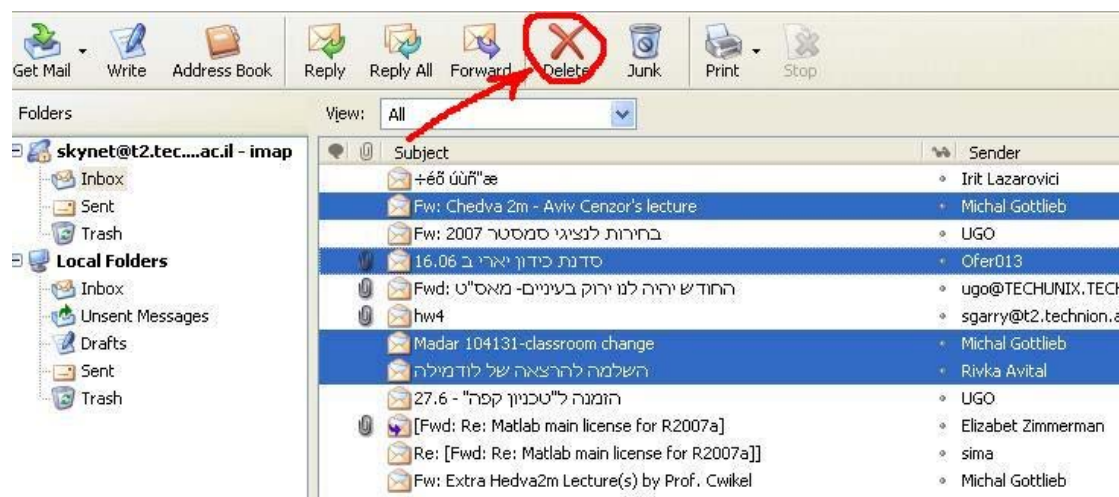 Get Mail Write Address Book Reply Reply All Forward Delete Junk Print Stop
Folders View: All
skynet@t2.tec....ac.il - imap Subject Sender
Inbox ÷éõ úùñ"æ Irit Lazarovici
Sent Fw: Chedva 2m - Aviv Cenzor's lecture Michal Gottlieb
Trash Fw: 2007 בחירות לנציגי סמסטר UGO
Local Folders סדנת כידון יארי ב 16.06 Ofer013
Inbox Fwd: החודש יהיה לנו ירוק בעיניים- מאס"ט ugo@TECHUNIX.TECH
Unsent Messages hw4 sgarry@t2.technion.a
Drafts Madar 104131-classroom change Michal Gottlieb
Sent השלמה להרצאה של לודמילה Rivka Avital
Trash הזמנה ל"טכניון קפה" - 27.6 UGO
[Fwd: Re: Matlab main license for R2007a] Elizabet Zimmerman
Re: [Fwd: Re: Matlab main license for R2007a]] sima
Fw: Extra Hedva2m Lecture(s) by Prof. Cwikel Michal Gottlieb